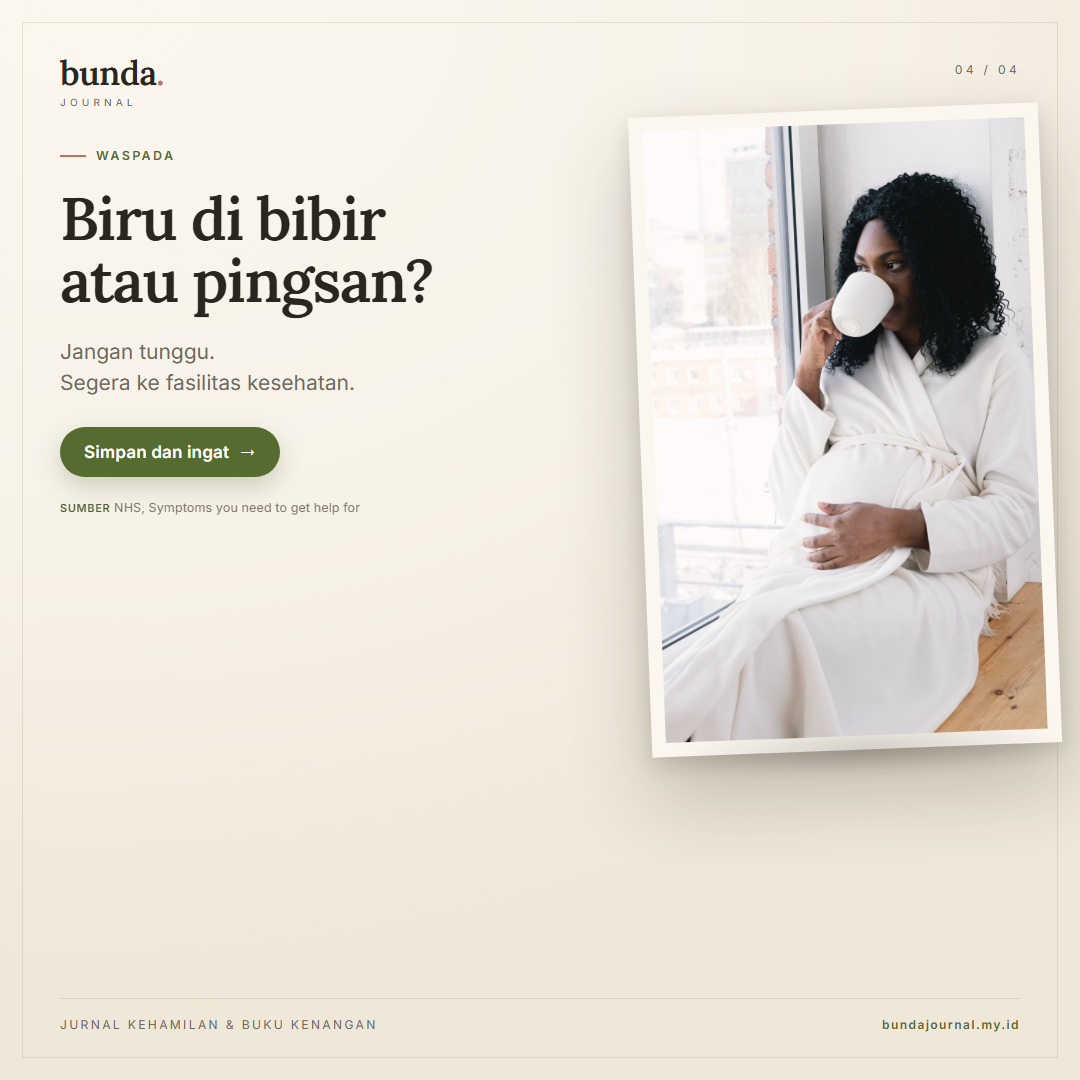 bunda.
JOURNAL
04 / 04
WASPADA
Biru di bibir
atau pingsan?
Jangan tunggu.
Segera ke fasilitas kesehatan.
Simpan dan ingat →
SUMBER NHS, Symptoms you need to get help for
JURNAL KEHAMILAN & BUKU KENANGAN
bundajournal.my.id